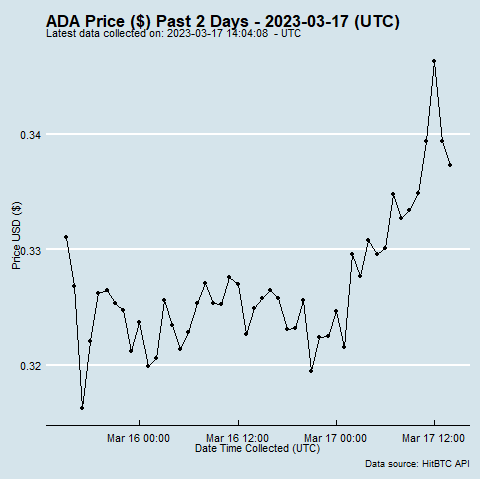 ADA Price ($) Past 2 Days - 2023-03-17 (UTC)
Latest data collected on: 2023-03-17 14:04:08 - UTC
0.34
0.33
0.32
Price USD ($)
Mar 16 00:00
Mar 16 12:00
Mar 17 00:00
Mar 17 12:00
Date Time Collected (UTC)
Data source: HitBTC API